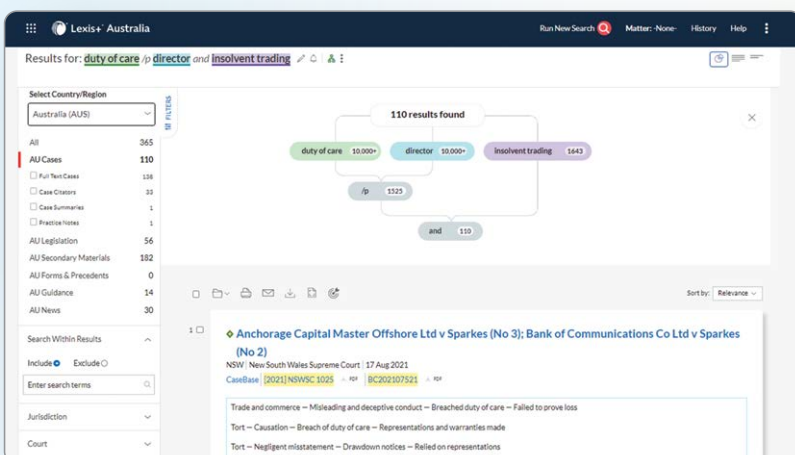 Lexis+ Australia
Run New Search
Matter: -None-
History
Help
Results for: duty of care /p director and insolvent trading
Select Country/Region
Australia (AUS)
FILTERS
All 365
AU Cases 110
Full Text Cases 108
Case Citators 33
Case Summaries 1
Practice Notes 1
AU Legislation 56
AU Secondary Materials 182
AU Forms & Precedents 0
AU Guidance 14
AU News 30
Search Within Results
Include Exclude
Enter search terms
Jurisdiction
Court
110 results found
duty of care 10,000+
director 10,000+
insolvent trading 1643
/p 1525
and 110
Sort by: Relevance
1
Anchorage Capital Master Offshore Ltd v Sparkes (No 3); Bank of Communications Co Ltd v Sparkes
(No 2)
NSW | New South Wales Supreme Court | 17 Aug 2021
CaseBase | [2021] NSWSC 1025 PDF | BC202107521 PDF
Trade and commerce — Misleading and deceptive conduct — Breached duty of care — Failed to prove loss
Tort — Causation — Breach of duty of care — Representations and warranties made
Tort — Negligent misstatement — Drawdown notices — Relied on representations